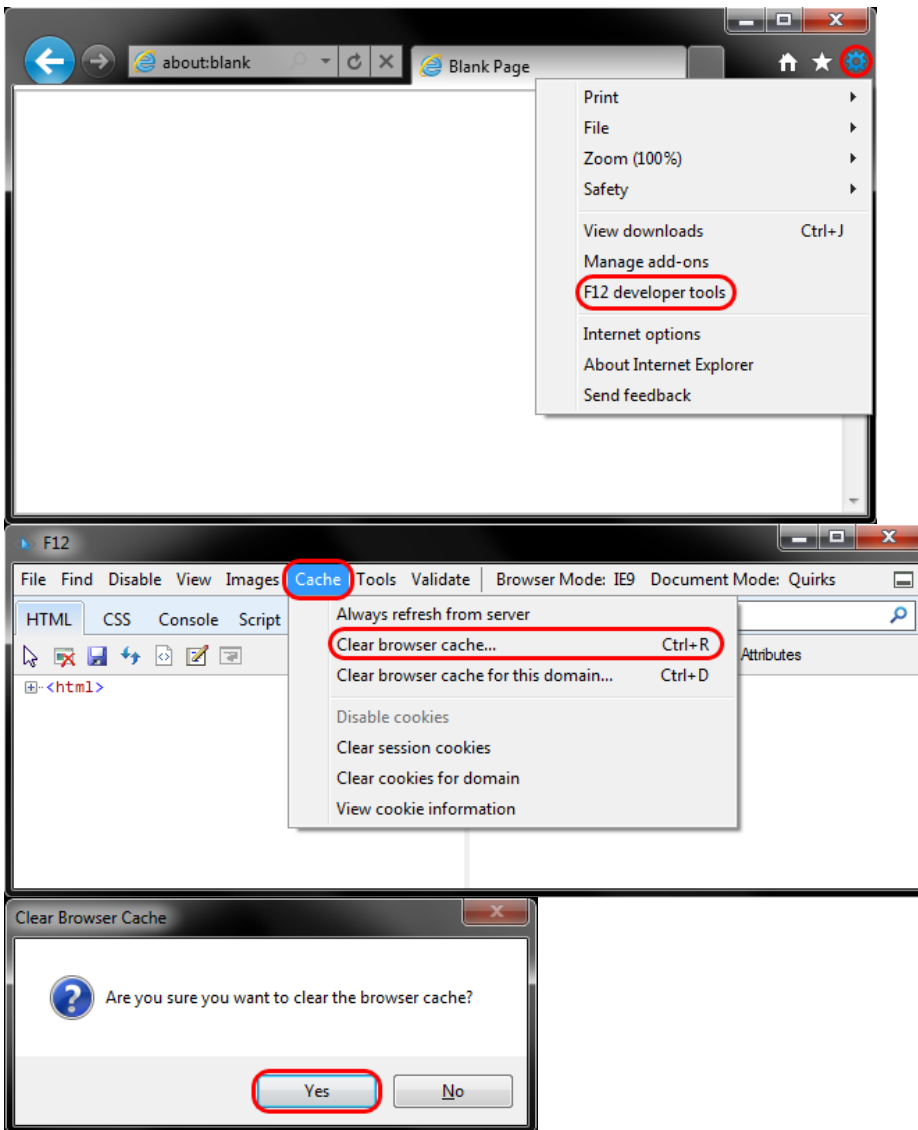 about:blank
Blank Page
Print
File
Zoom (100%)
Safety
View downloads Ctrl+J
Manage add-ons
F12 developer tools
Internet options
About Internet Explorer
Send feedback
F12
File Find Disable View Images Cache Tools Validate Browser Mode: IE9 Document Mode: Quirks
HTML CSS Console Script
Always refresh from server
Clear browser cache... Ctrl+R
Attributes
Clear browser cache for this domain... Ctrl+D
<html>
Disable cookies
Clear session cookies
Clear cookies for domain
View cookie information
Clear Browser Cache
Are you sure you want to clear the browser cache?
Yes No